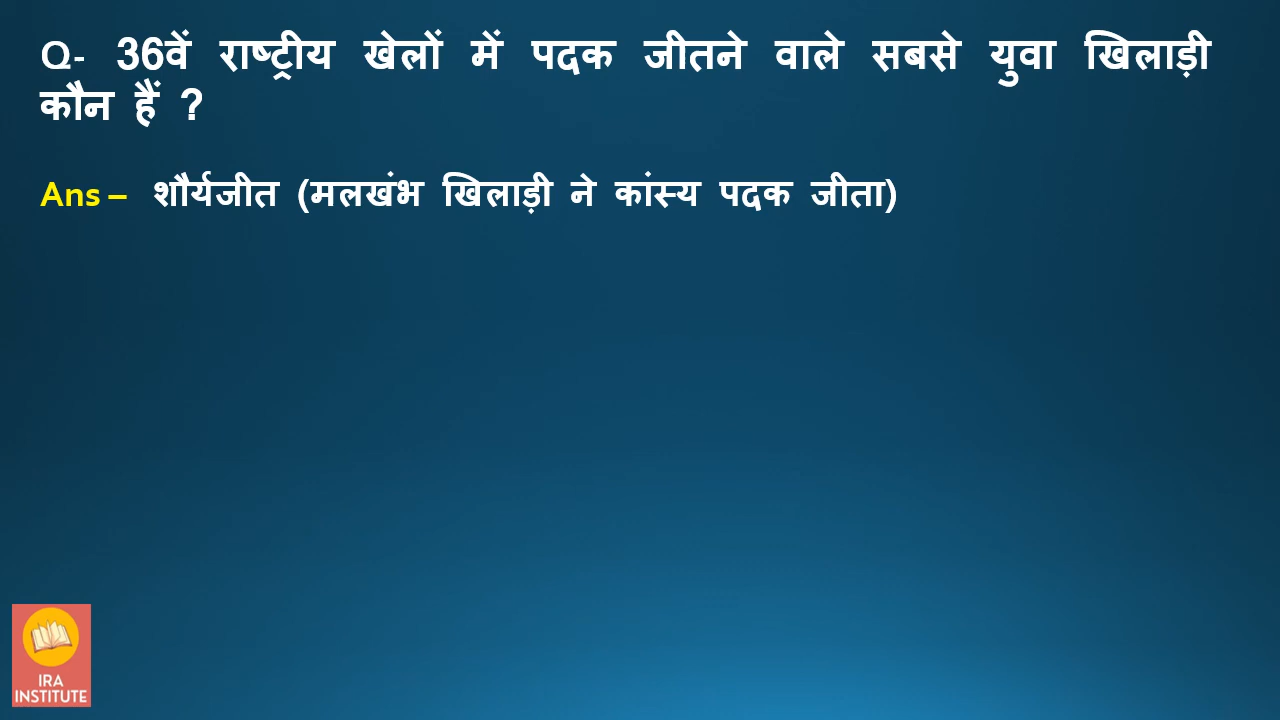 Q- 36वें राष्ट्रीय खेलों में पदक जीतने वाले सबसे युवा खिलाड़ी
कौन हैं ?
Ans – शौर्यजीत (मलखंभ खिलाड़ी ने कांस्य पदक जीता)
IRA
INSTITUTE